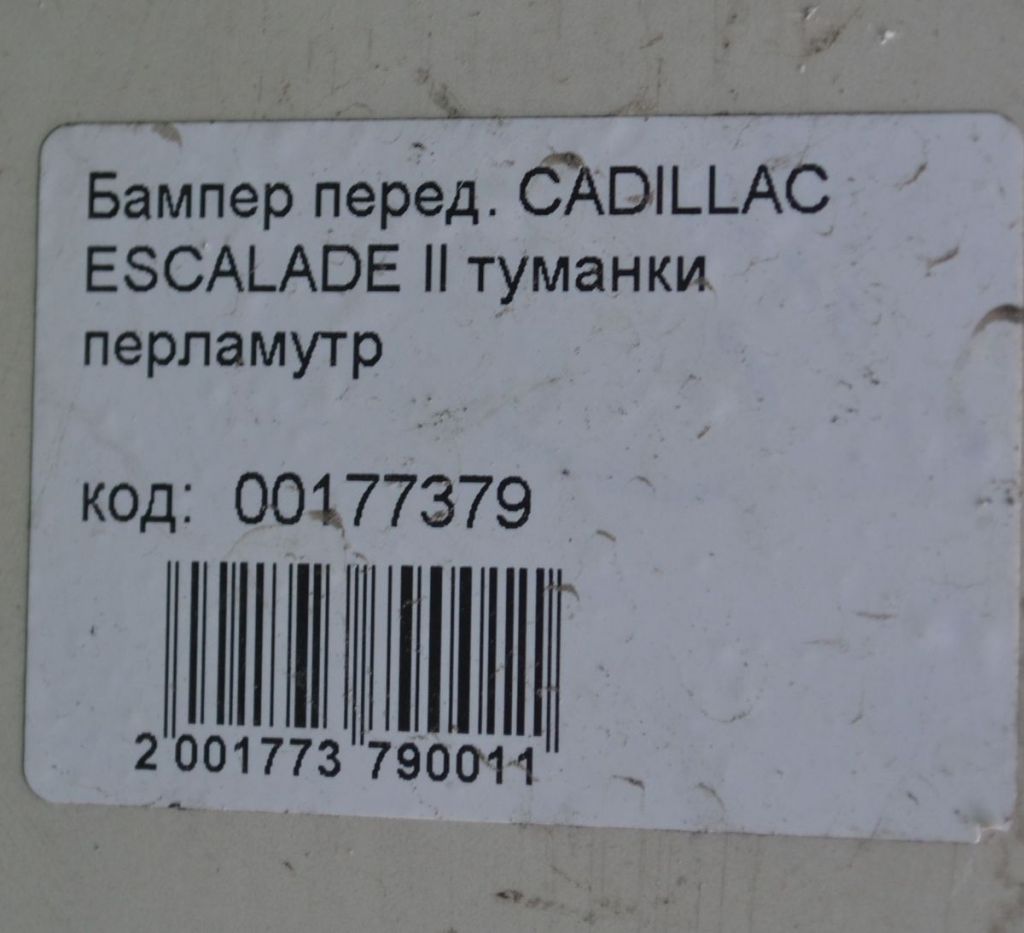 Бампер перед. CADILLAC
ESCALADE II туманки
перламутр
код: 00177379
2 001773 790011